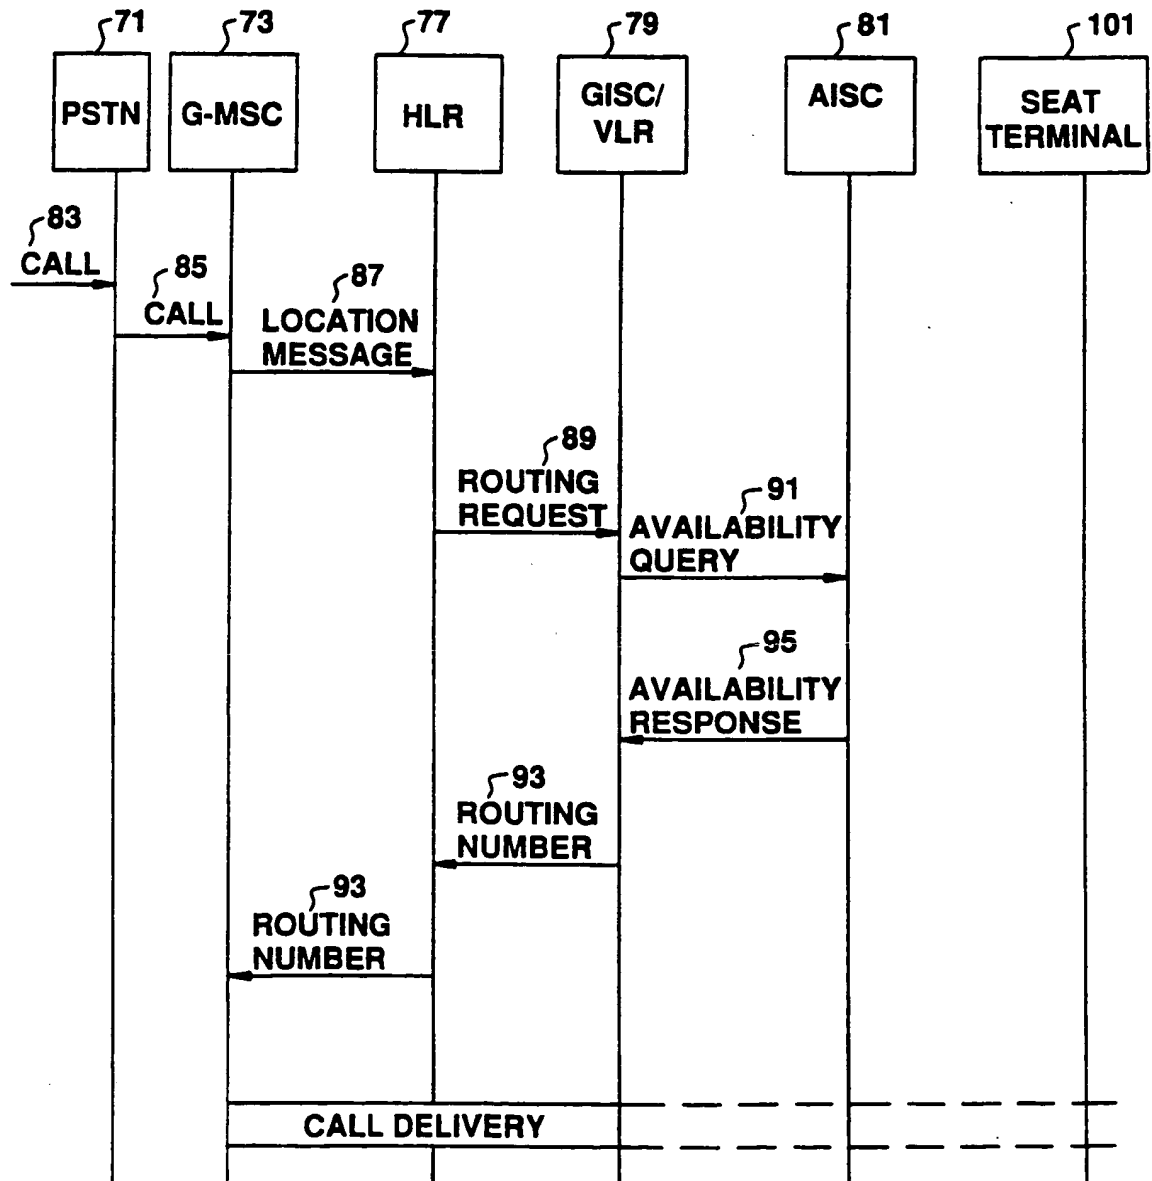 71
73
77
79
81
101
PSTN
G-MSC
HLR
GISC/
VLR
AISC
SEAT
TERMINAL
83
CALL
85
CALL
87
LOCATION
MESSAGE
89
ROUTING
REQUEST
91
AVAILABILITY
QUERY
95
AVAILABILITY
RESPONSE
93
ROUTING
NUMBER
93
ROUTING
NUMBER
CALL DELIVERY